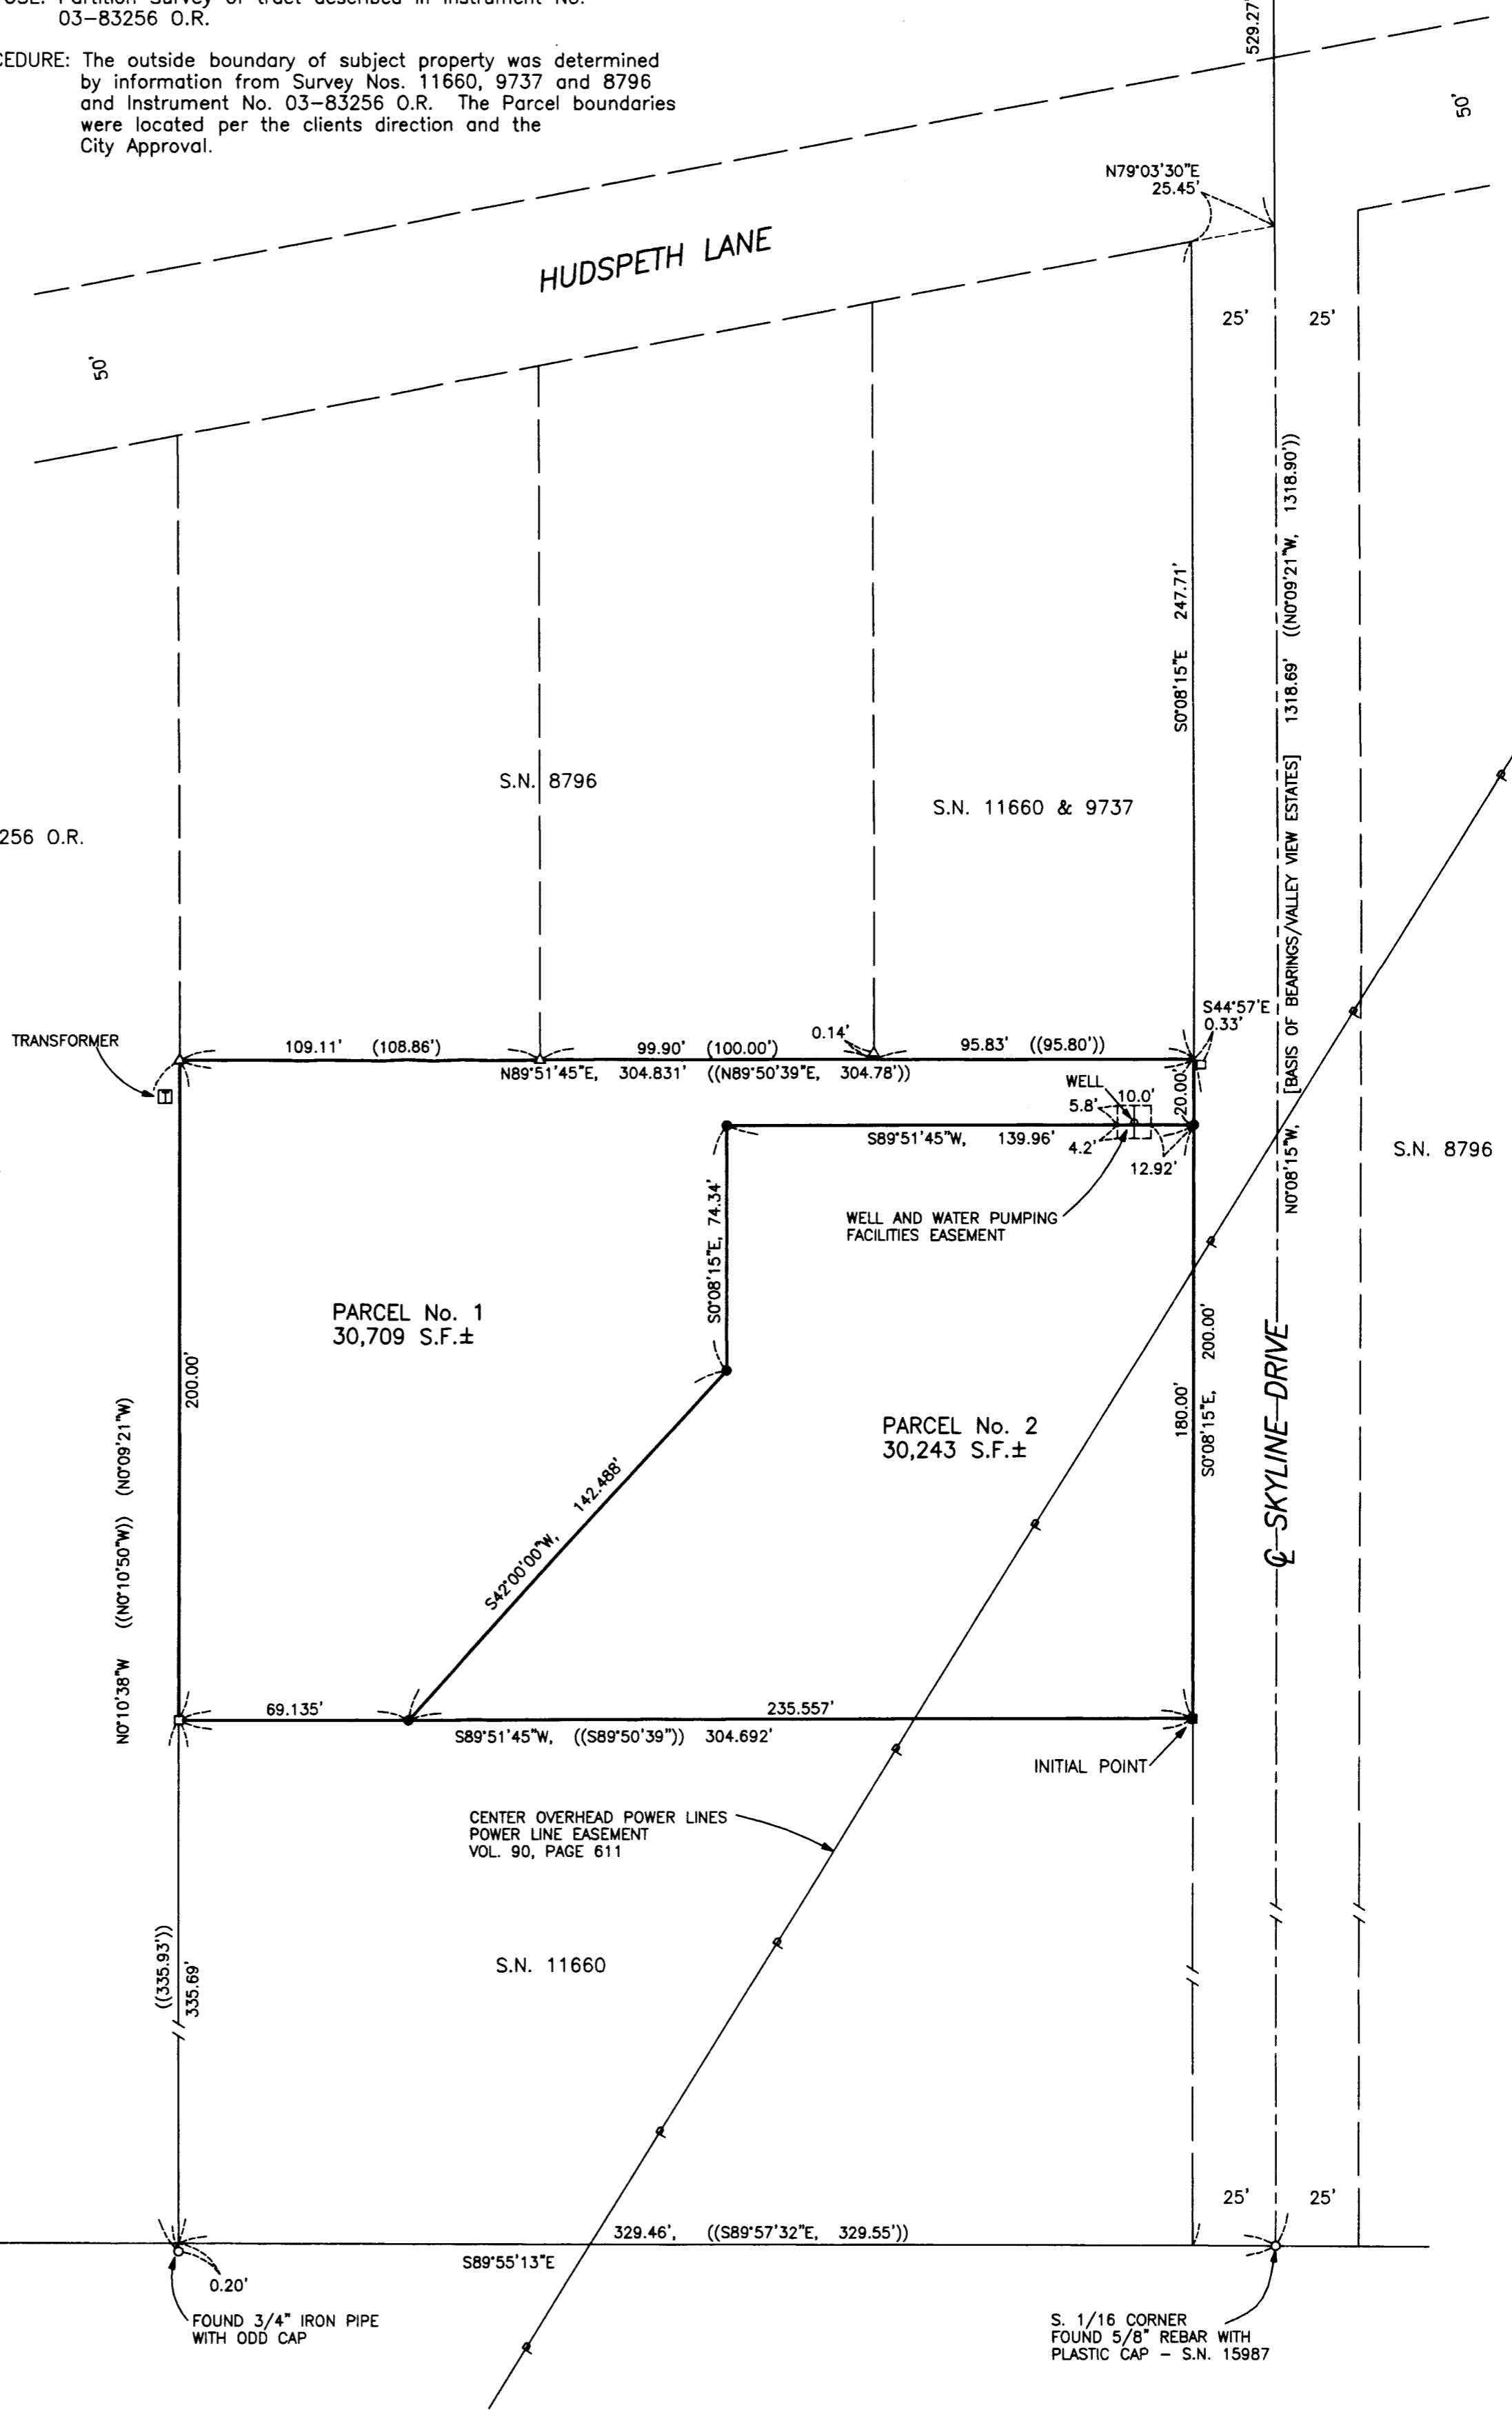 03-83256 O.R.
The outside boundary of subject property was determined
by information from Survey Nos. 11660, 9737 and 8796
and Instrument No. 03-83256 O.R. The Parcel boundaries
were located per the clients direction and the
City Approval.
529.27'
50'
N79°03'30"E
25.45'
HUDSPETH LANE
25' 25'
50'
S0°08'15"E 247.71'
N0°08'15"W, [BASIS OF BEARINGS/VALLEY VIEW ESTATES] 1318.69' ((N0°09'21"W, 1318.90'))
S.N. 8796
S.N. 11660 & 9737
256 O.R.
S44°57'E
0.33'
TRANSFORMER
109.11' (108.86')
99.90' (100.00')
0.14'
95.83' ((95.80'))
N89°51'45"E, 304.831' ((N89°50'39"E, 304.78'))
WELL
10.0'
20.00'
5.8'
S89°51'45"W, 139.96'
4.2'
12.92'
S.N. 8796
WELL AND WATER PUMPING
FACILITIES EASEMENT
S0°08'15"E, 74.34'
PARCEL No. 1
30,709 S.F.±
200.00'
N0°10'38"W ((N0°10'50"W)) (N0°09'21"W)
PARCEL No. 2
30,243 S.F.±
180.00'
S0°08'15"E, 200.00'
℄ SKYLINE DRIVE
S42°00'00"W, 142.488'
69.135'
235.557'
S89°51'45"W, ((S89°50'39")) 304.692'
INITIAL POINT
CENTER OVERHEAD POWER LINES
POWER LINE EASEMENT
VOL. 90, PAGE 611
S.N. 11660
((335.93'))
335.69'
25' 25'
329.46', ((S89°57'32"E, 329.55'))
S89°55'13"E
0.20'
FOUND 3/4" IRON PIPE
WITH ODD CAP
S. 1/16 CORNER
FOUND 5/8" REBAR WITH
PLASTIC CAP - S.N. 15987